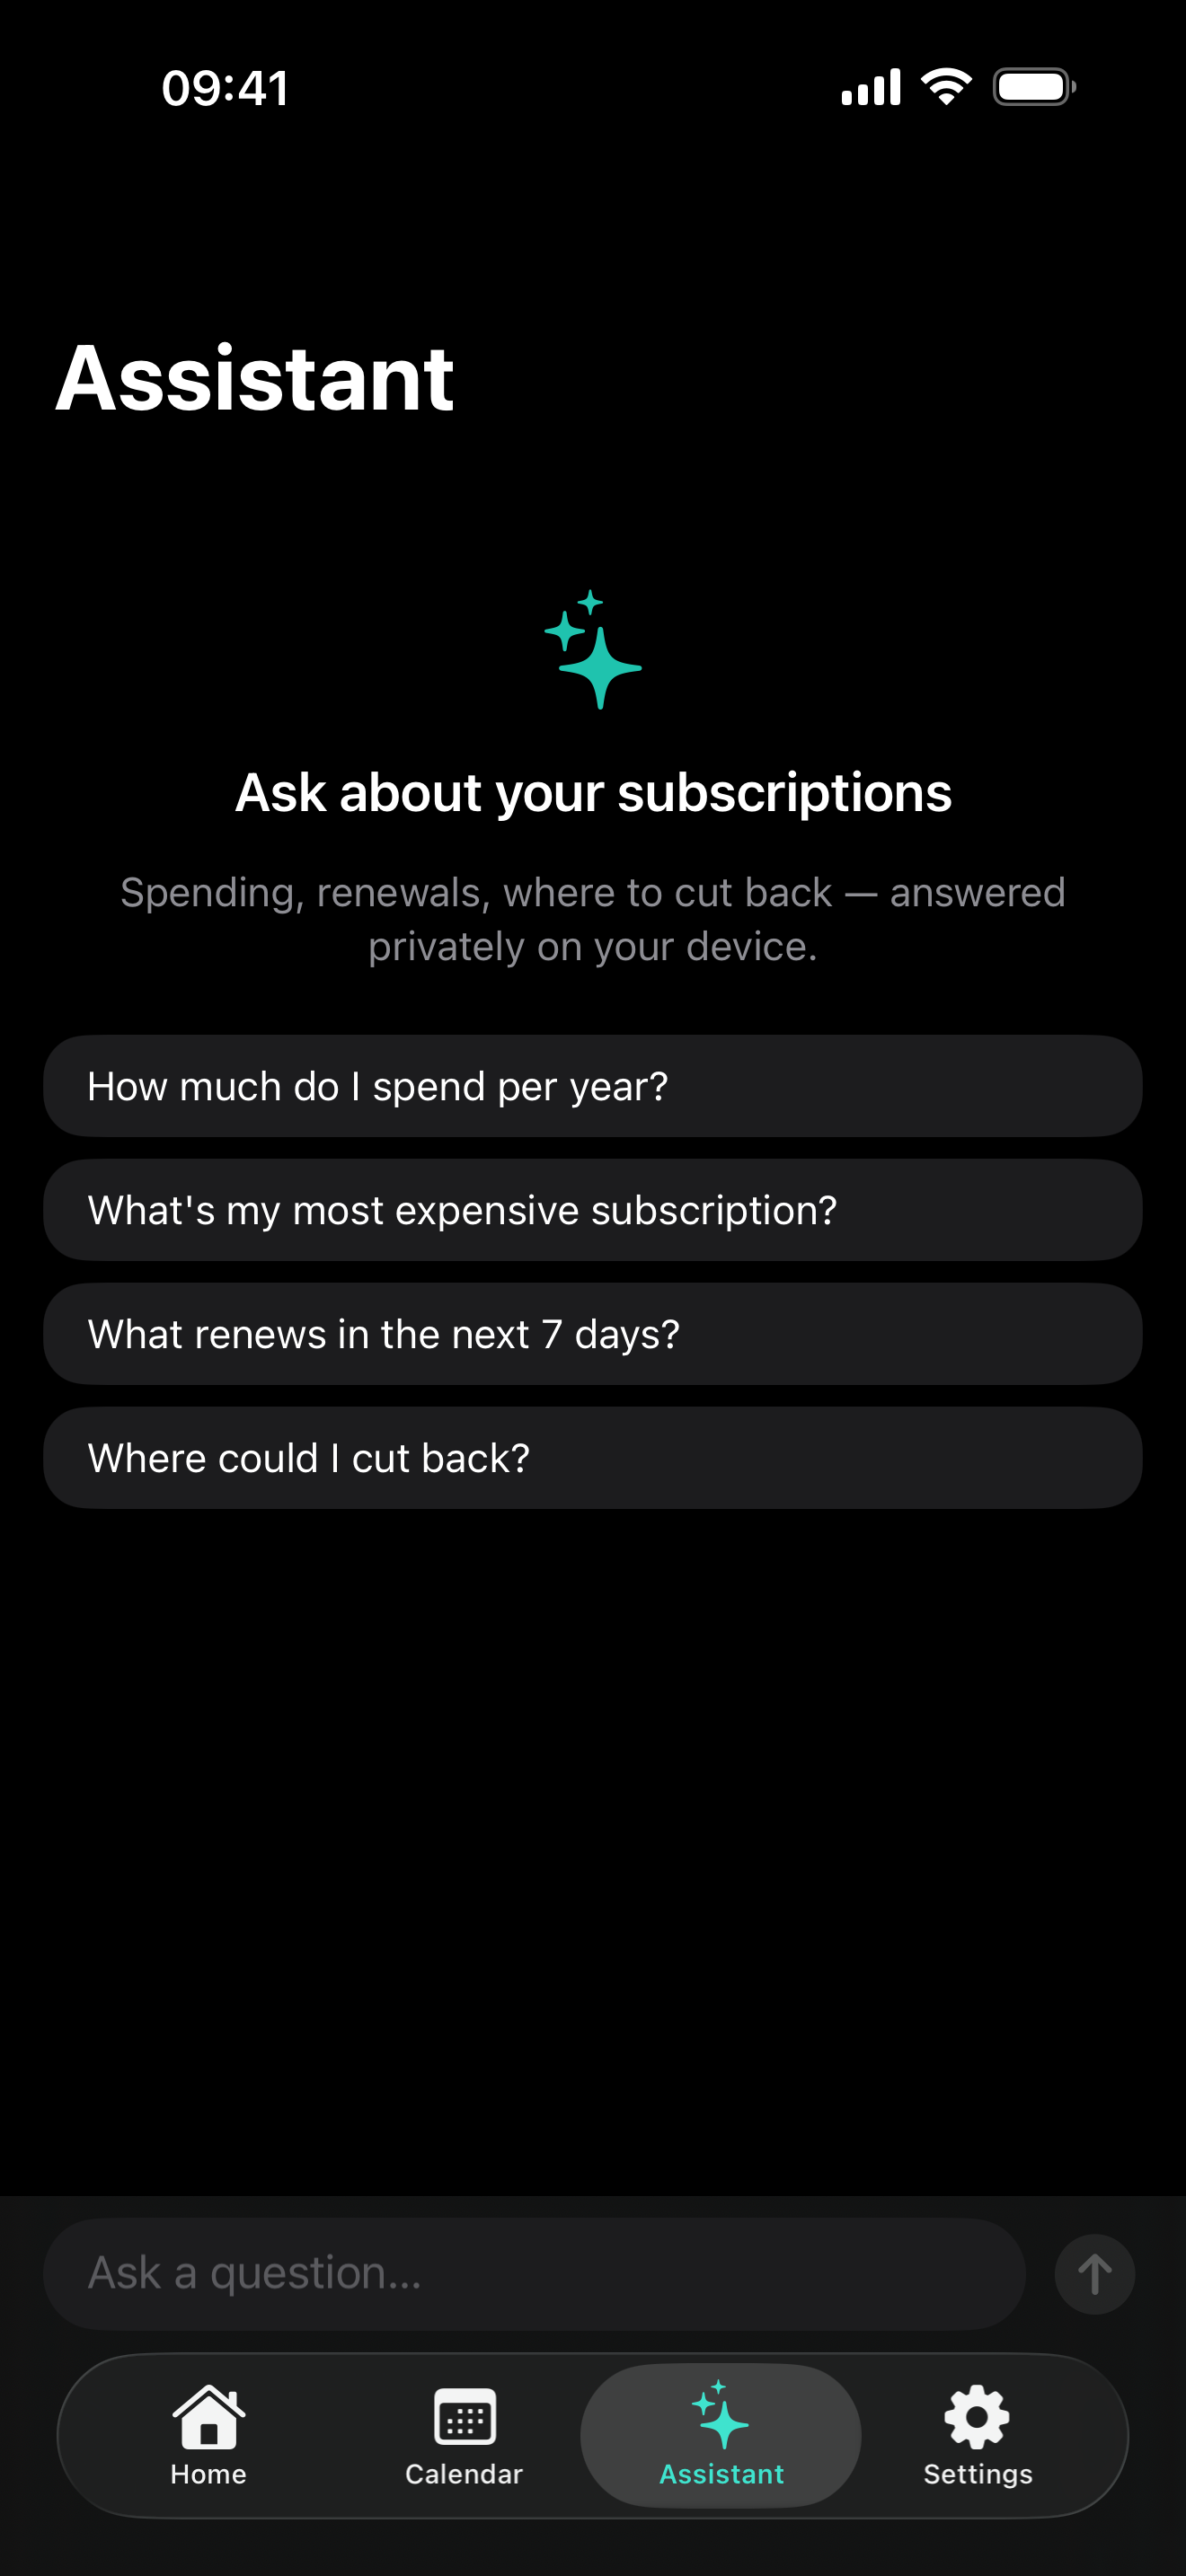 09:41
Assistant
Ask about your subscriptions
Spending, renewals, where to cut back — answered
privately on your device.
How much do I spend per year?
What's my most expensive subscription?
What renews in the next 7 days?
Where could I cut back?
Ask a question...
Home
Calendar
Assistant
Settings